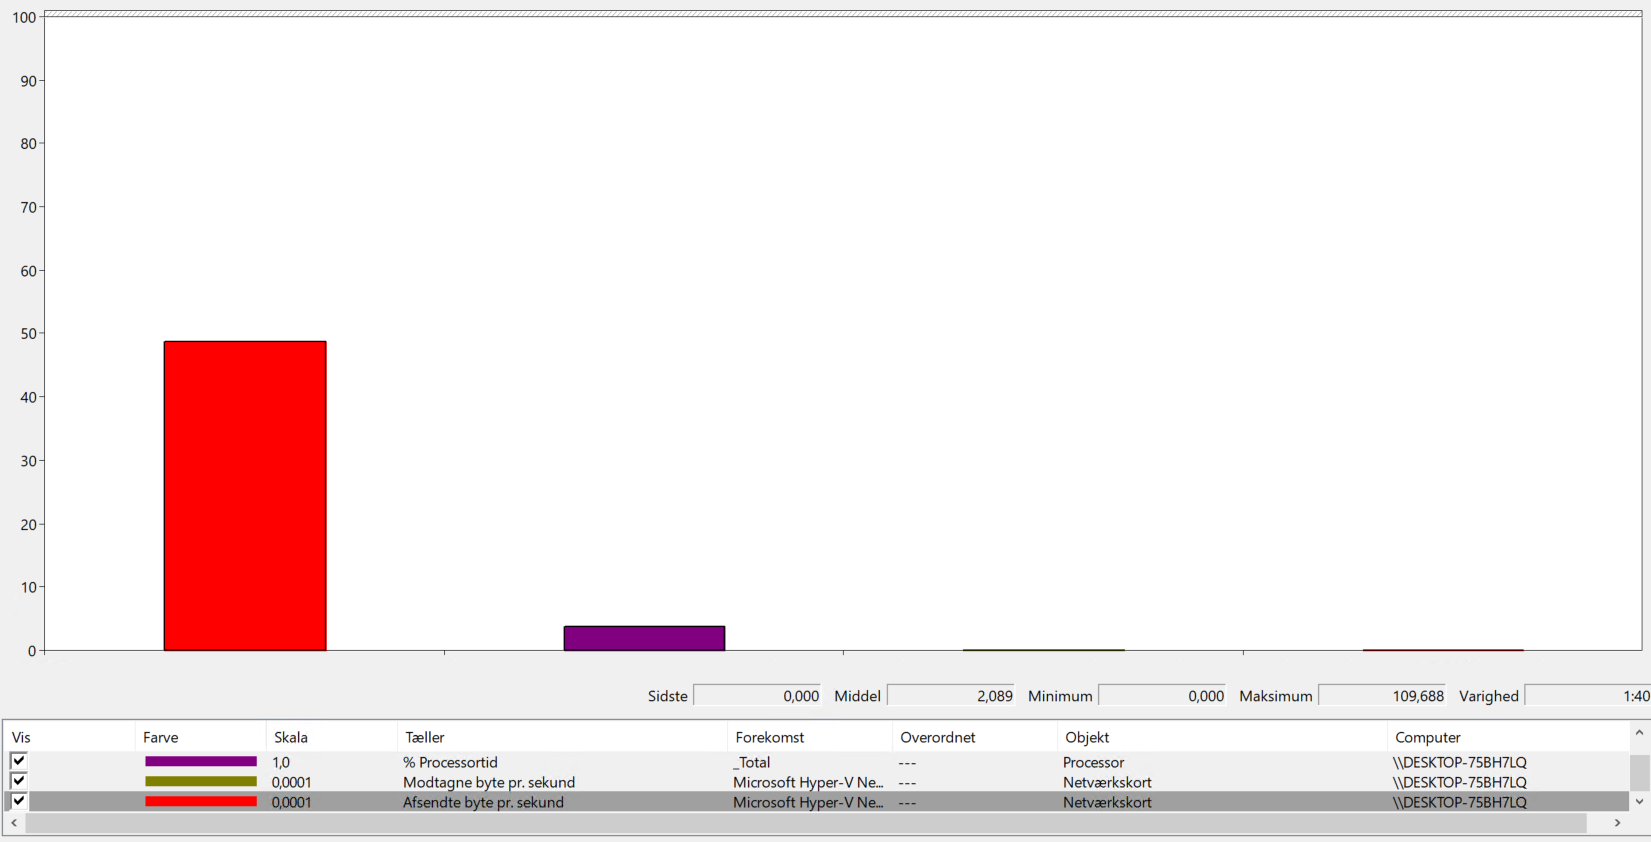 100
90
80
70
60
50
40
30
20
10
0
Sidste 0,000 Middel 2,089 Minimum 0,000 Maksimum 109,688 Varighed 1:40
Vis Farve Skala Tæller Forekomst Overordnet Objekt Computer
1,0 % Processortid _Total --- Processor \\DESKTOP-75BH7LQ
0,0001 Modtagne byte pr. sekund Microsoft Hyper-V Ne... --- Netværkskort \\DESKTOP-75BH7LQ
0,0001 Afsendte byte pr. sekund Microsoft Hyper-V Ne... --- Netværkskort \\DESKTOP-75BH7LQ